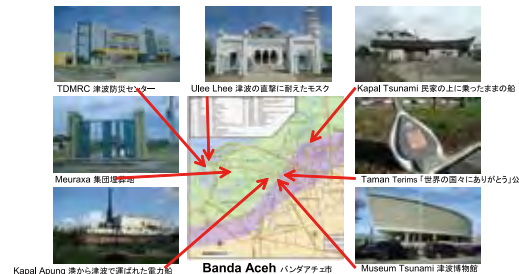 TDMRC 津波防災センター
Ulee Lhee 津波の直撃に耐えたモスク
Kapal Tsunami 民家の上に乗ったままの船
Meuraxa 集団埋葬地
Taman Terims「世界の国々にありがとう」公
Kapal Apung 港から津波で運ばれた電力船
Banda Aceh バンダアチェ市
Museum Tsunami 津波博物館